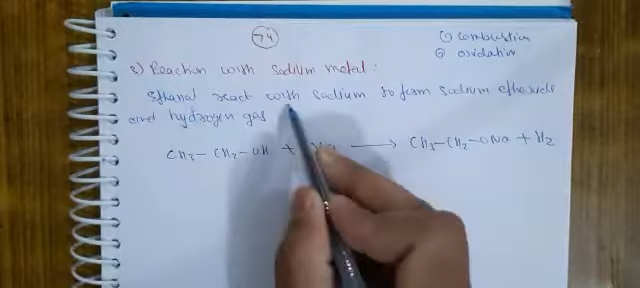 74
① Combustion
② Oxidation
3) Reaction with Sodium metal:
Ethanol react with Sodium to form Sodium ethoxide
and hydrogen gas
CH3 - CH2 - OH + → CH3 - CH2 - ONa + H2